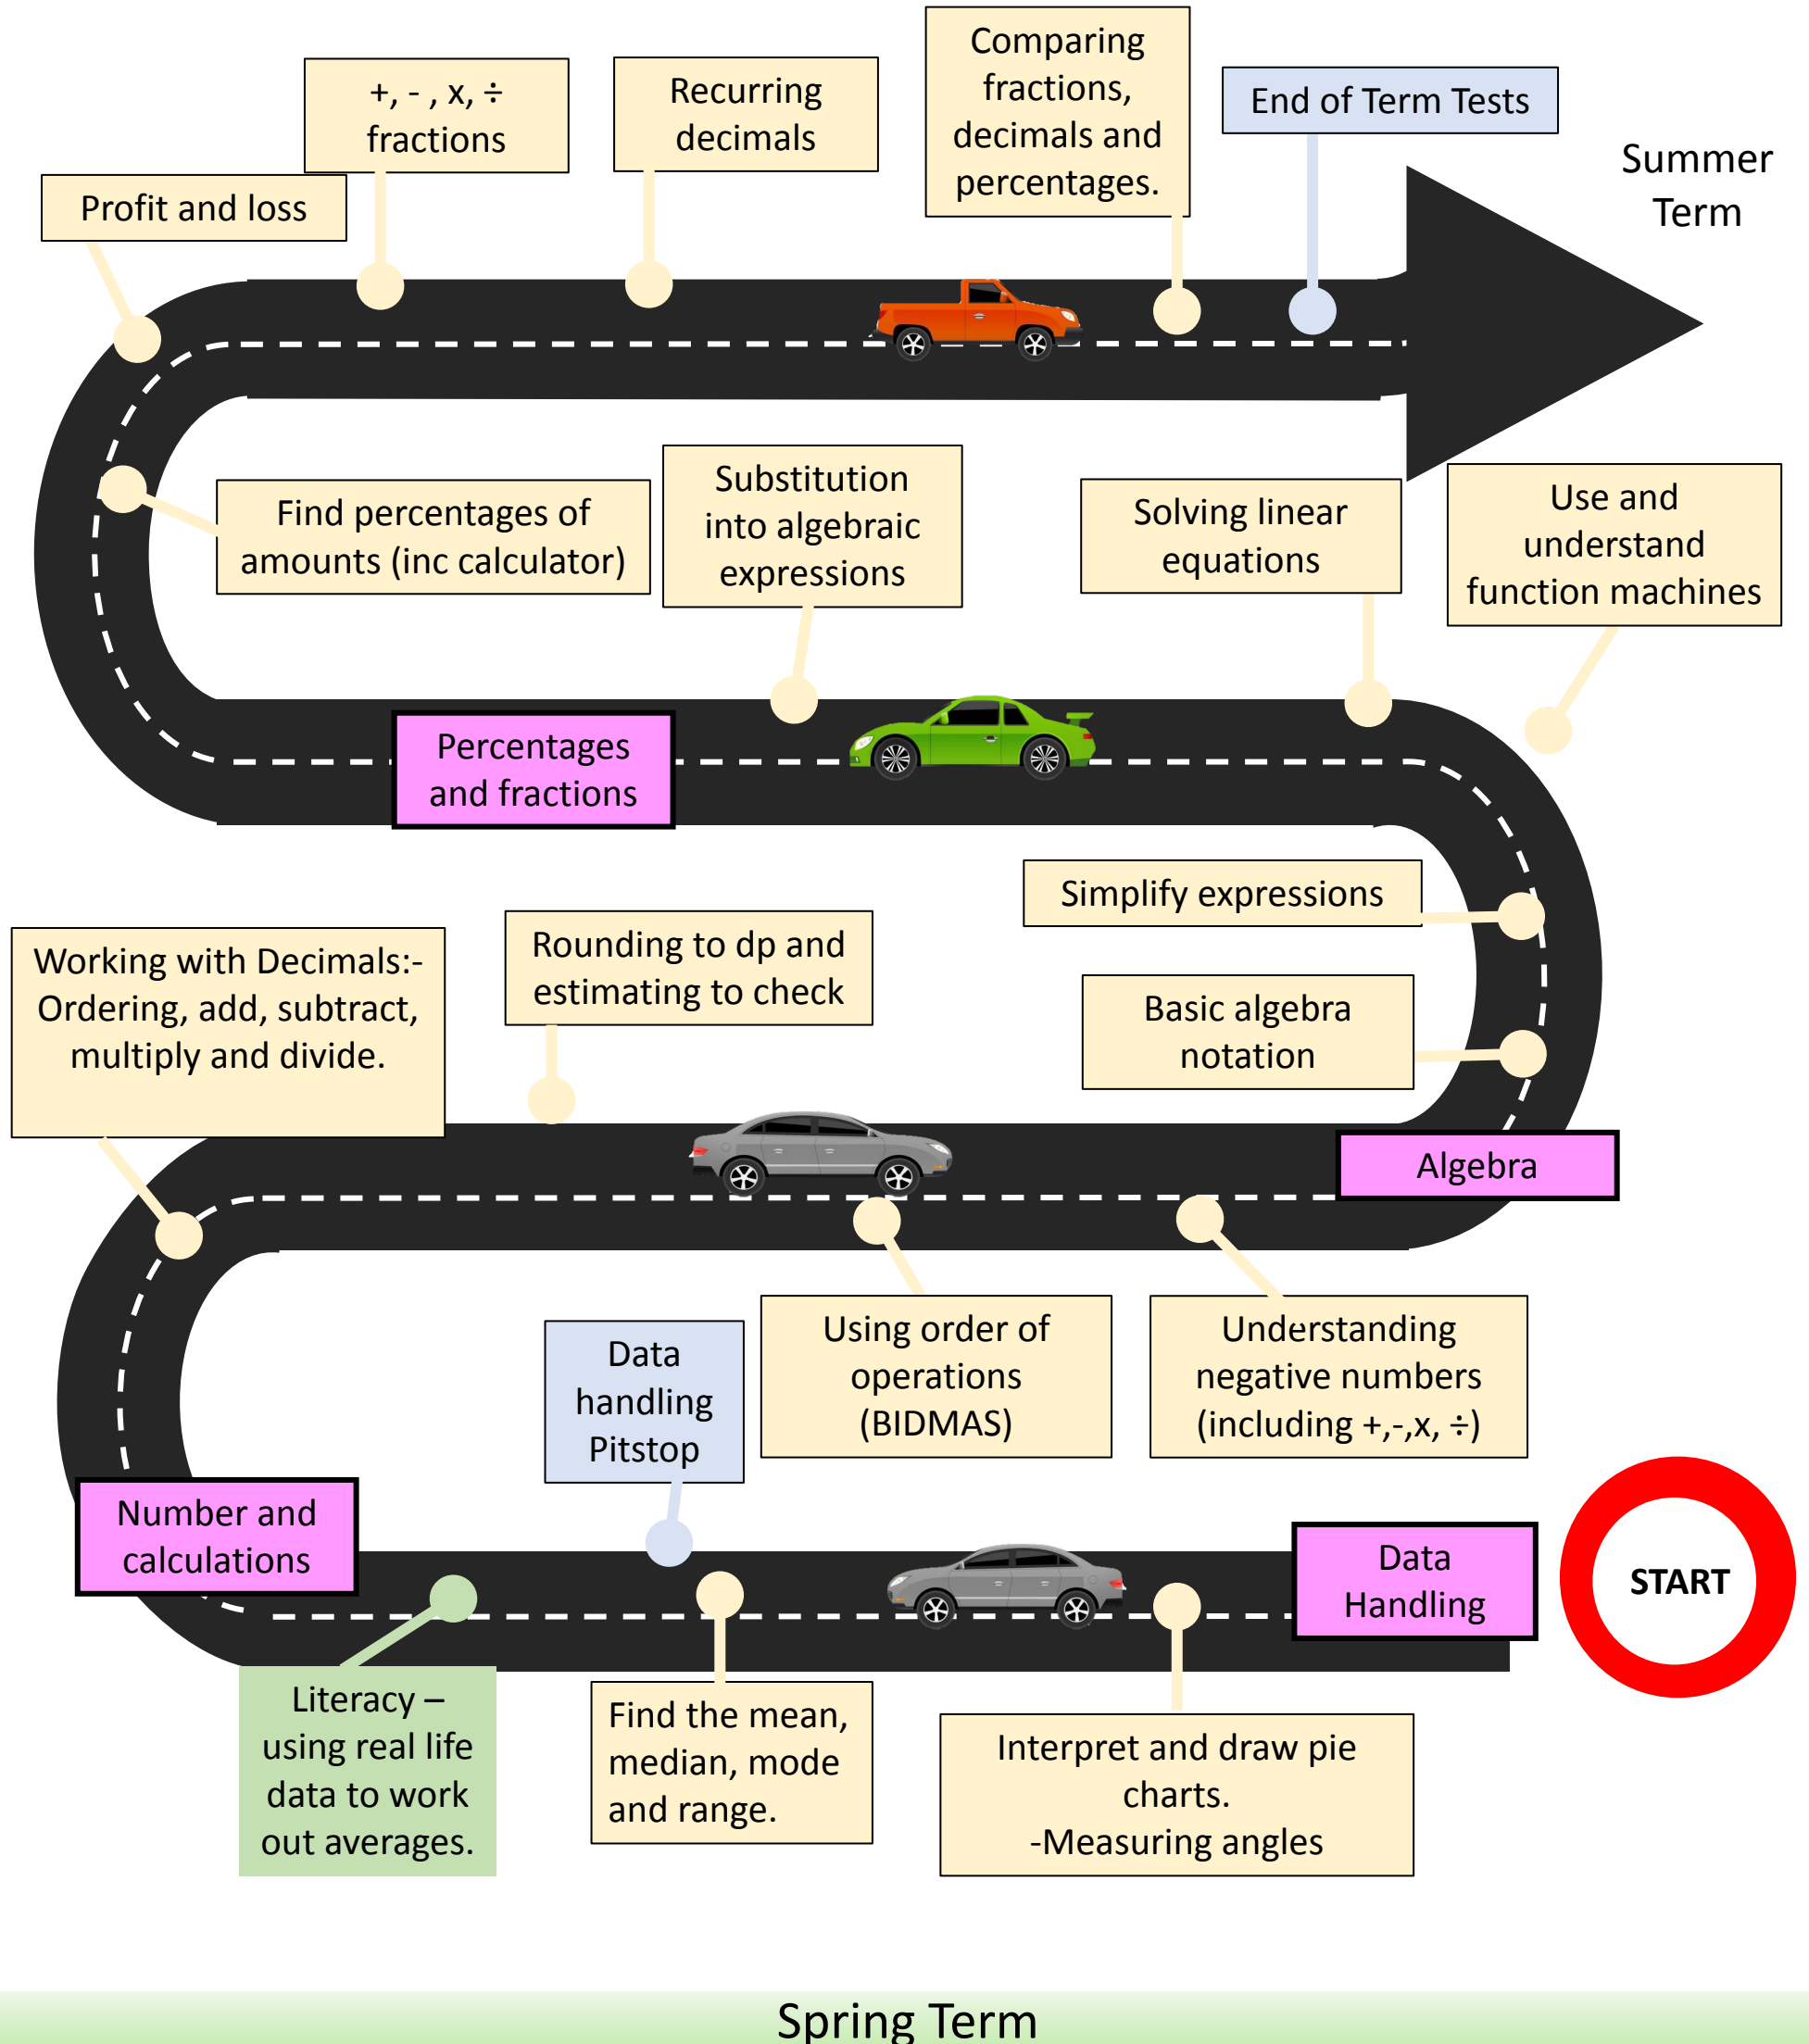 Comparing
fractions,
decimals and
percentages.
+, - , x, ÷
fractions
Recurring
decimals
End of Term Tests
Summer
Term
Profit and loss
Find percentages of
amounts (inc calculator)
Substitution
into algebraic
expressions
Solving linear
equations
Use and
understand
function machines
Percentages
and fractions
Simplify expressions
Working with Decimals:-
Ordering, add, subtract,
multiply and divide.
Rounding to dp and
estimating to check
Basic algebra
notation
Algebra
Data
handling
Pitstop
Using order of
operations
(BIDMAS)
Understanding
negative numbers
(including +,-,x, ÷)
Number and
calculations
Data
Handling
START
Literacy –
using real life
data to work
out averages.
Find the mean,
median, mode
and range.
Interpret and draw pie
charts.
-Measuring angles
Spring Term